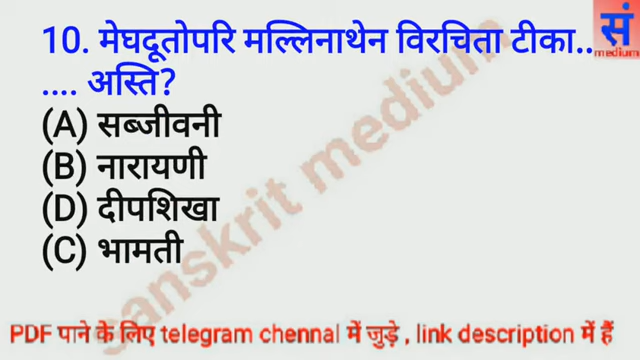 सं
medium
10. मेघदूतोपरि मल्लिनाथेन विरचिता टीका..
.... अस्ति?
(A) सब्जीवनी
(B) नारायणी
(D) दीपशिखा
(C) भामती
sanskrit medium
PDF पाने के लिए telegram chennal में जुड़े , link description में हैं